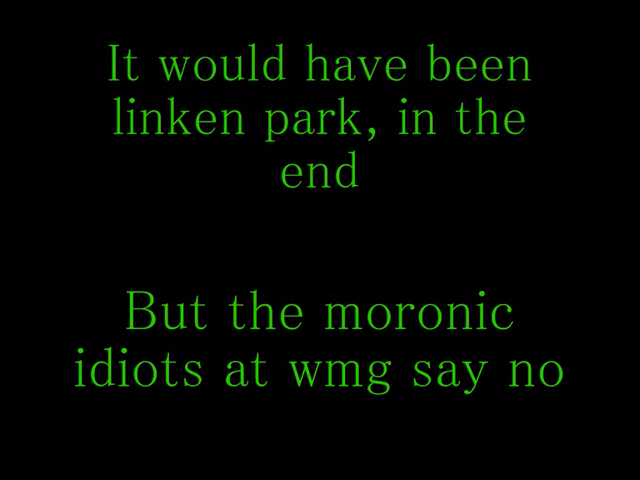 It would have been
linken park, in the
end
But the moronic
idiots at wmg say no